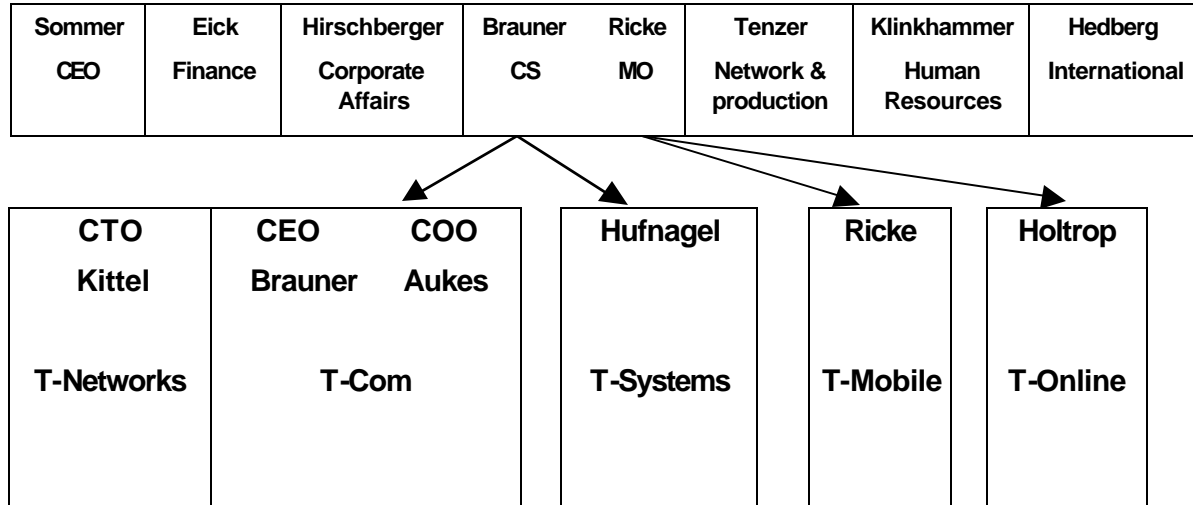 Sommer Eick Hirschberger Brauner Ricke Tenzer Klinkhammer Hedberg
CEO Finance Corporate CS MO Network & Human International
Affairs production Resources
CTO CEO COO Hufnagel Ricke Holtrop
Kittel Brauner Aukes
T-Networks T-Com T-Systems T-Mobile T-Online